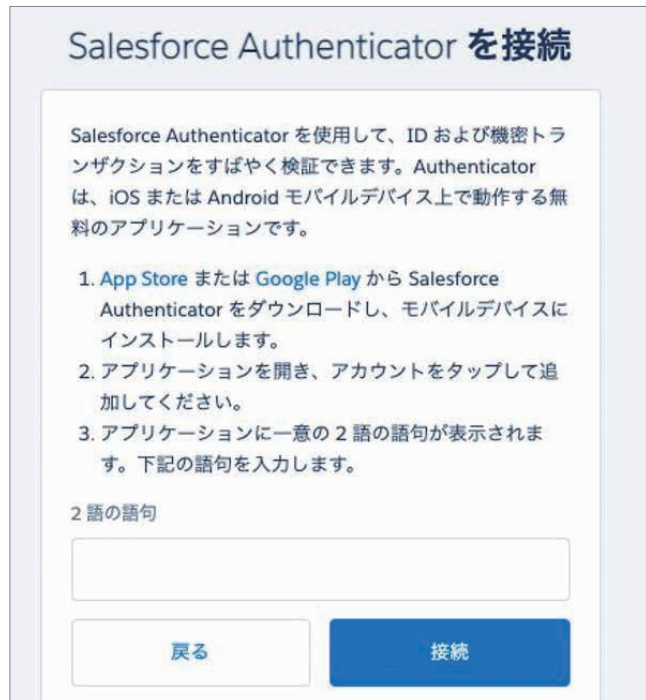 Salesforce Authenticator を接続
Salesforce Authenticator を使用して、ID および機密トラ
ンザクションをすばやく検証できます。Authenticator
は、iOS または Android モバイルデバイス上で動作する無
料のアプリケーションです。
1. App Store または Google Play から Salesforce
Authenticator をダウンロードし、モバイルデバイスに
インストールします。
2. アプリケーションを開き、アカウントをタップして追
加してください。
3. アプリケーションに一意の 2 語の語句が表示されま
す。下記の語句を入力します。
2 語の語句
戻る
接続